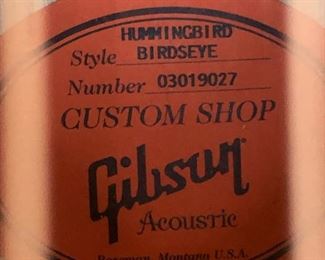 HUMMINGBIRD
Style BIRDSEYE
Number 03019027
CUSTOM SHOP
Gibson
Acoustic
Bozeman, Montana U.S.A.